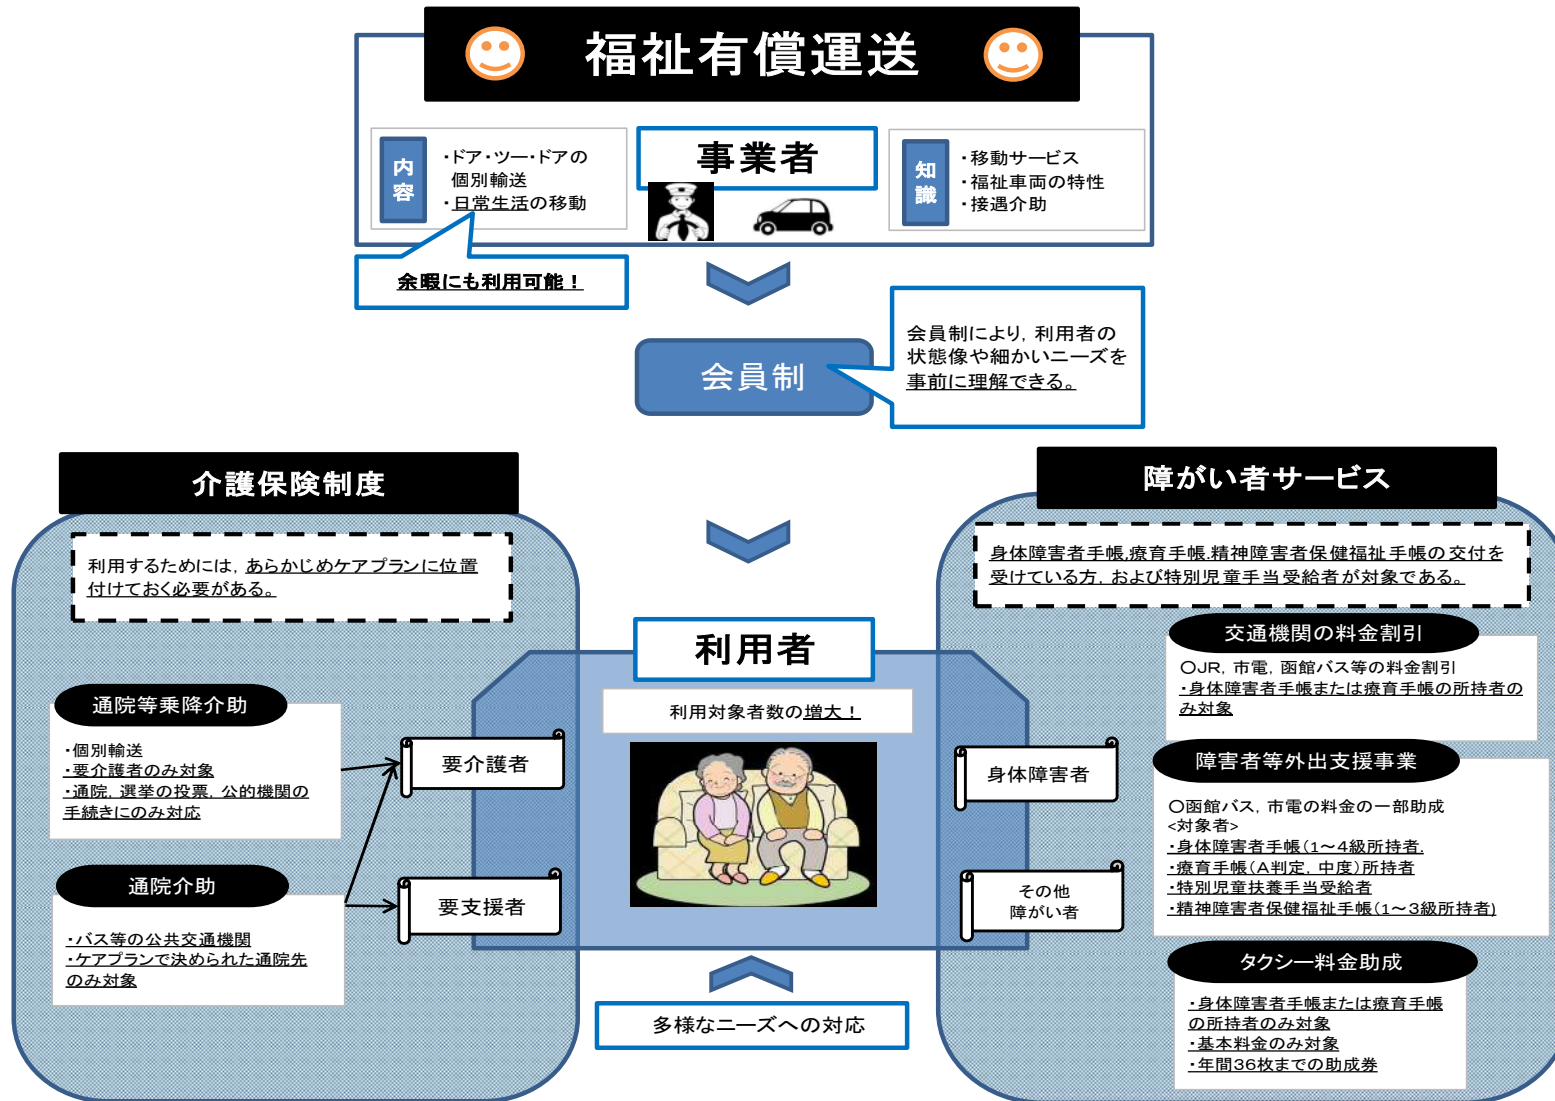 福祉有償運送
内容
・ドア・ツー・ドアの
個別輸送
・日常生活の移動
事業者
知識
・移動サービス
・福祉車両の特性
・接遇介助
余暇にも利用可能！
会員制
会員制により，利用者の
状態像や細かいニーズを
事前に理解できる。
介護保険制度
利用するためには，あらかじめケアプランに位置
付けておく必要がある。
通院等乗降介助
・個別輸送
・要介護者のみ対象
・通院，選挙の投票，公的機関の
手続きにのみ対応
通院介助
・バス等の公共交通機関
・ケアプランで決められた通院先
のみ対象
要介護者
要支援者
利用者
利用対象者数の増大！
身体障害者
その他
障がい者
多様なニーズへの対応
障がい者サービス
身体障害者手帳,療育手帳.精神障害者保健福祉手帳の交付を
受けている方，および特別児童手当受給者が対象である。
交通機関の料金割引
〇JR，市電，函館バス等の料金割引
・身体障害者手帳または療育手帳の所持者の
み対象
障害者等外出支援事業
〇函館バス，市電の料金の一部助成
<対象者>
・身体障害者手帳（1～4級所持者.
・療育手帳（A判定，中度）所持者
・特別児童扶養手当受給者
・精神障害者保健福祉手帳（1～3級所持者)
タクシー料金助成
・身体障害者手帳または療育手帳
の所持者のみ対象
・基本料金のみ対象
・年間36枚までの助成券